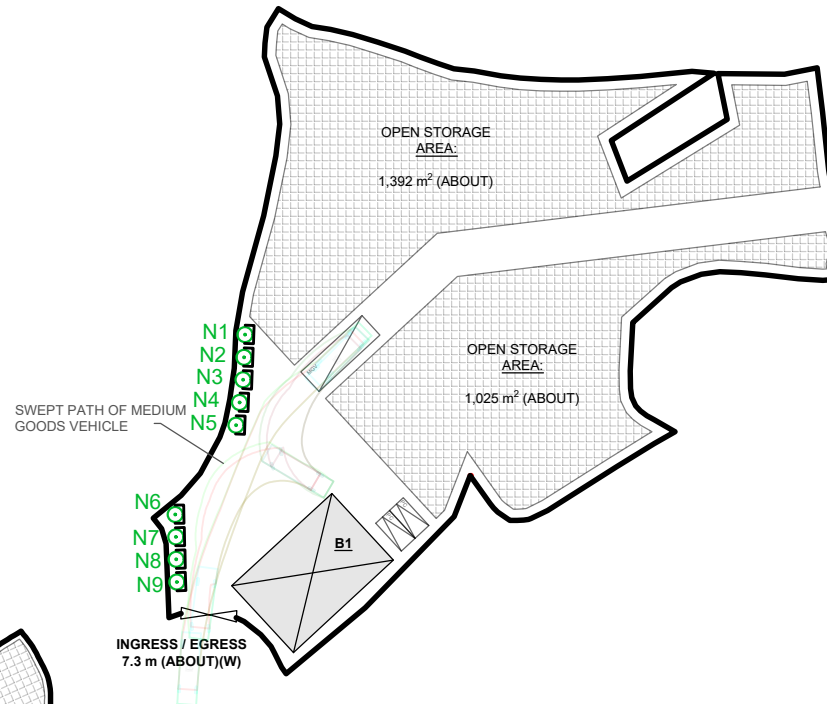 OPEN STORAGE
AREA:
1,392 m² (ABOUT)
N1
N2
N3
N4
N5
MGV
OPEN STORAGE
AREA:
1,025 m² (ABOUT)
SWEPT PATH OF MEDIUM
GOODS VEHICLE
N6
N7
N8
N9
B1
INGRESS / EGRESS
7.3 m (ABOUT)(W)